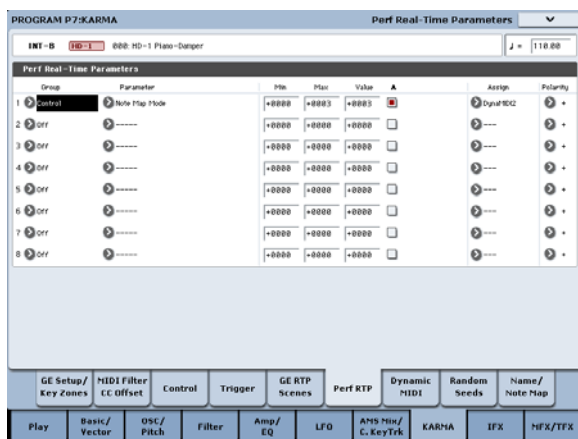 PROGRAM P7:KARMA Perf Real-Time Parameters
INT-B HD-1 000: HD-1 Piano-Damper ♩= 110.00
Perf Real-Time Parameters
Group Parameter Min Max Value A Assign Polarity
1 Control Note Map Mode +0000 +0003 +0003 DynaMIDI2 +
2 Off ----- +0000 +0000 +0000 --- +
3 Off ----- +0000 +0000 +0000 --- +
4 Off ----- +0000 +0000 +0000 --- +
5 Off ----- +0000 +0000 +0000 --- +
6 Off ----- +0000 +0000 +0000 --- +
7 Off ----- +0000 +0000 +0000 --- +
8 Off ----- +0000 +0000 +0000 --- +
GE Setup/ Key Zones MIDI Filter CC Offset Control Trigger GE RTP Scenes Perf RTP Dynamic MIDI Random Seeds Name/ Note Map
Play Basic/ Vector OSC/ Pitch Filter Amp/ EQ LFO AMS Mix/ C.KeyTrk KARMA IFX MFX/TFX